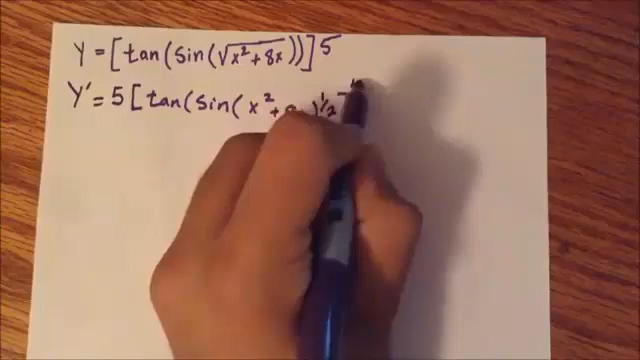 Y = [tan(sin(√x² + 8x))]5
Y' = 5[tan(sin(x² +    )^1/2